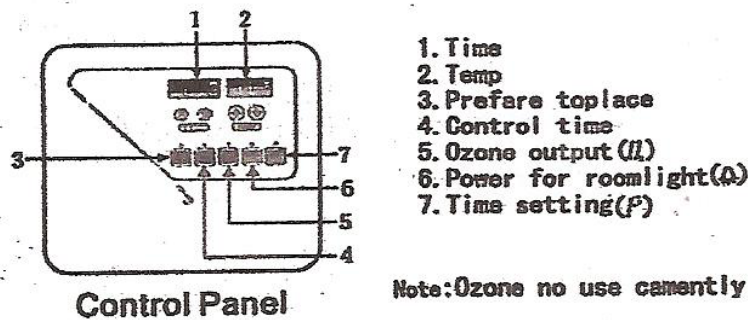 1 2
3 7
6
5
4
Control Panel
1. Time
2. Temp
3. Prefare toplace
4. Control time
5. Ozone output(
6. Power for roomlight(
7. Time setting(P)
Note:Ozone no use camently